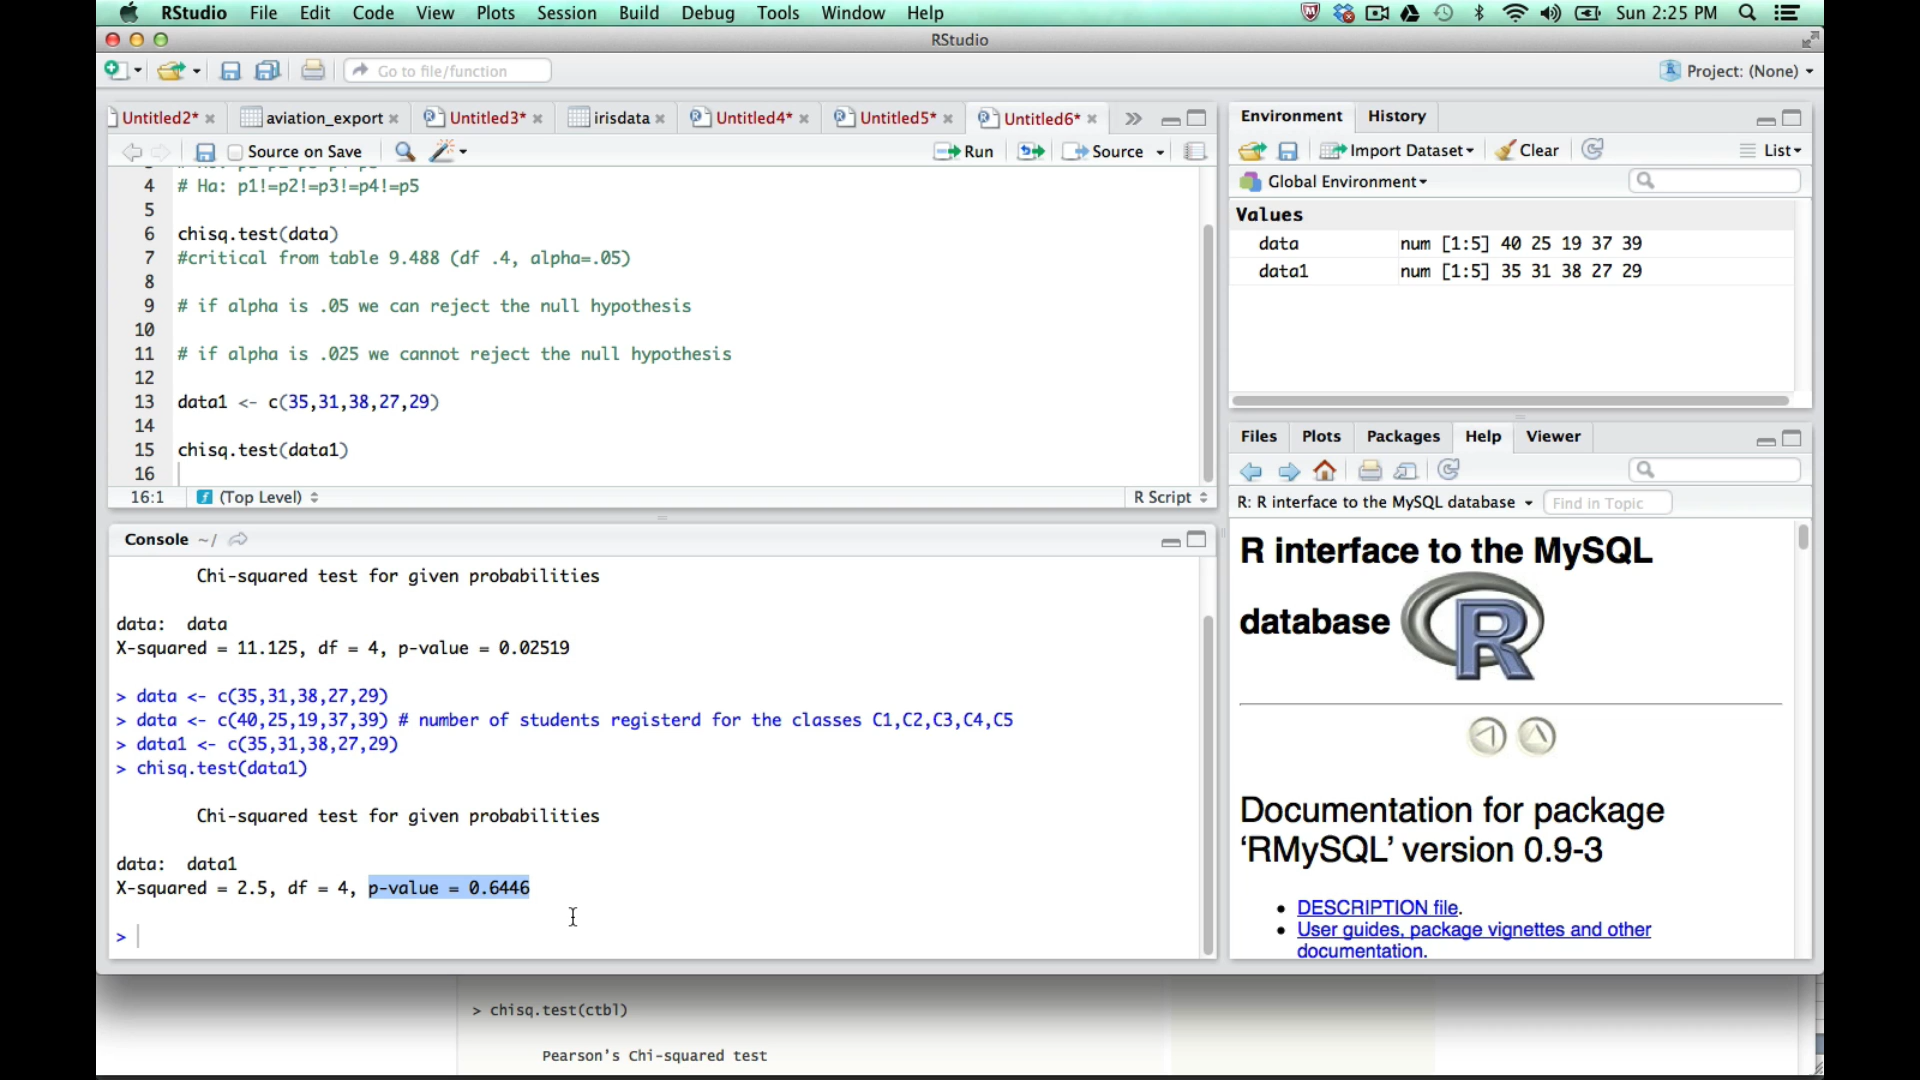 RStudio File Edit Code View Plots Session Build Debug Tools Window Help Sun 2:25 PM
RStudio
Go to file/function
Project: (None)
Untitled2* aviation_export Untitled3* irisdata Untitled4* Untitled5* Untitled6*
Source on Save Run Source
4 # Ha: p1!=p2!=p3!=p4!=p5
5
6 chisq.test(data)
7 #critical from table 9.488 (df .4, alpha=.05)
8
9 # if alpha is .05 we can reject the null hypothesis
10
11 # if alpha is .025 we cannot reject the null hypothesis
12
13 data1 <- c(35,31,38,27,29)
14
15 chisq.test(data1)
16
16:1 (Top Level) R Script
Console ~/
Chi-squared test for given probabilities
data: data
X-squared = 11.125, df = 4, p-value = 0.02519
> data <- c(35,31,38,27,29)
> data <- c(40,25,19,37,39) # number of students registerd for the classes C1,C2,C3,C4,C5
> data1 <- c(35,31,38,27,29)
> chisq.test(data1)
Chi-squared test for given probabilities
data: data1
X-squared = 2.5, df = 4, p-value = 0.6446
>
Environment History
Import Dataset Clear List
Global Environment
Values
data num [1:5] 40 25 19 37 39
data1 num [1:5] 35 31 38 27 29
Files Plots Packages Help Viewer
R: R interface to the MySQL database Find in Topic
R interface to the MySQL
database R
Documentation for package
‘RMySQL’ version 0.9-3
• DESCRIPTION file.
• User guides, package vignettes and other
documentation.
> chisq.test(ctbl)
Pearson's Chi-squared test